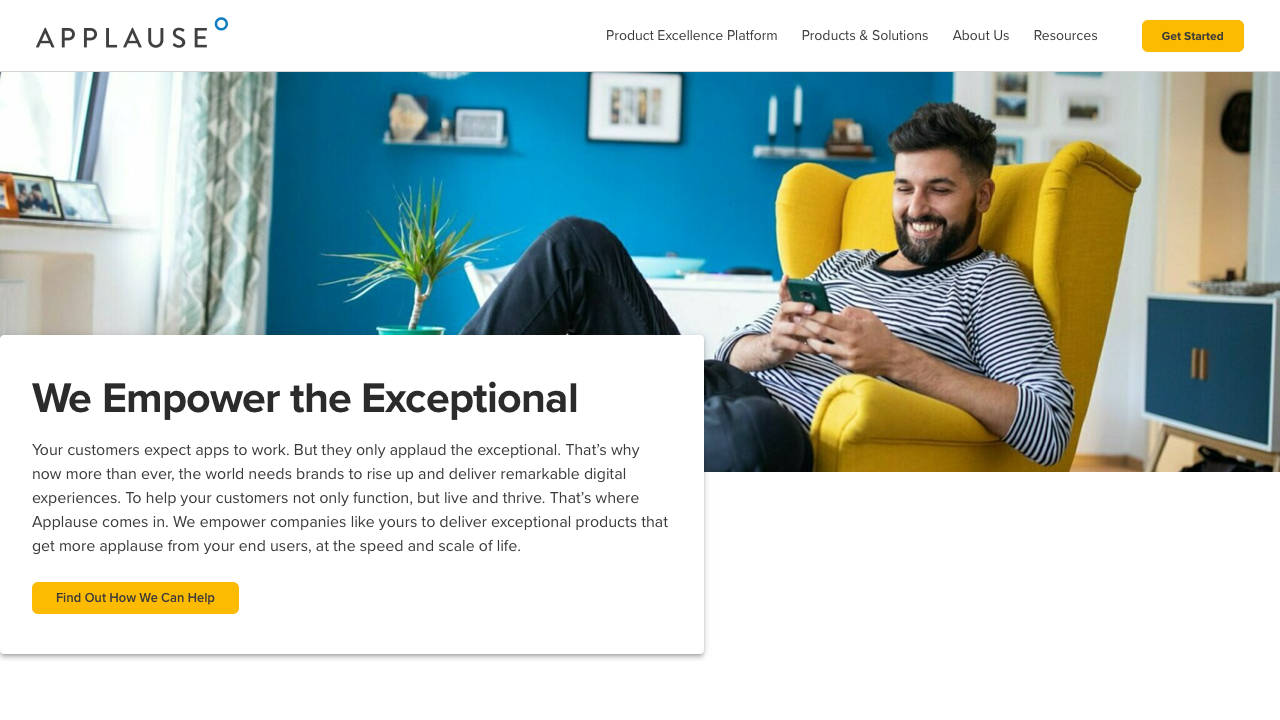 APPLAUSE
Product Excellence Platform
Products & Solutions
About Us
Resources
Get Started
We Empower the Exceptional
Your customers expect apps to work. But they only applaud the exceptional. That’s why
now more than ever, the world needs brands to rise up and deliver remarkable digital
experiences. To help your customers not only function, but live and thrive. That’s where
Applause comes in. We empower companies like yours to deliver exceptional products that
get more applause from your end users, at the speed and scale of life.
Find Out How We Can Help